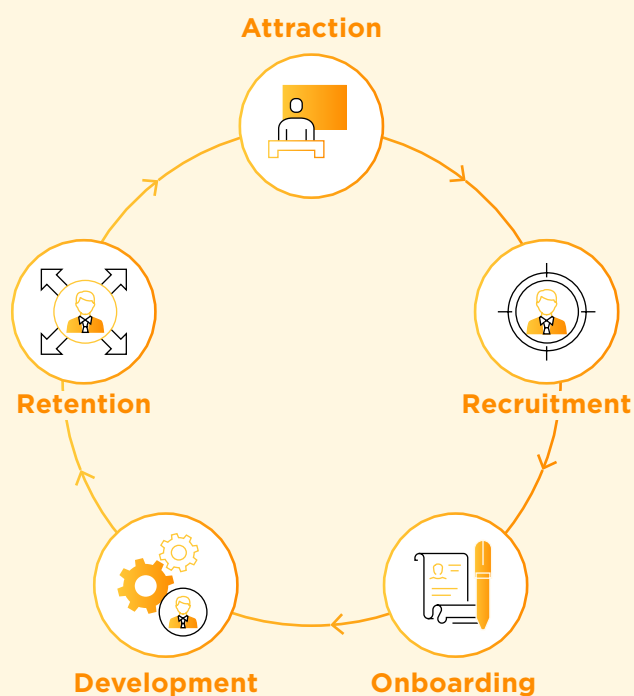 Attraction
Retention
Recruitment
Development
Onboarding